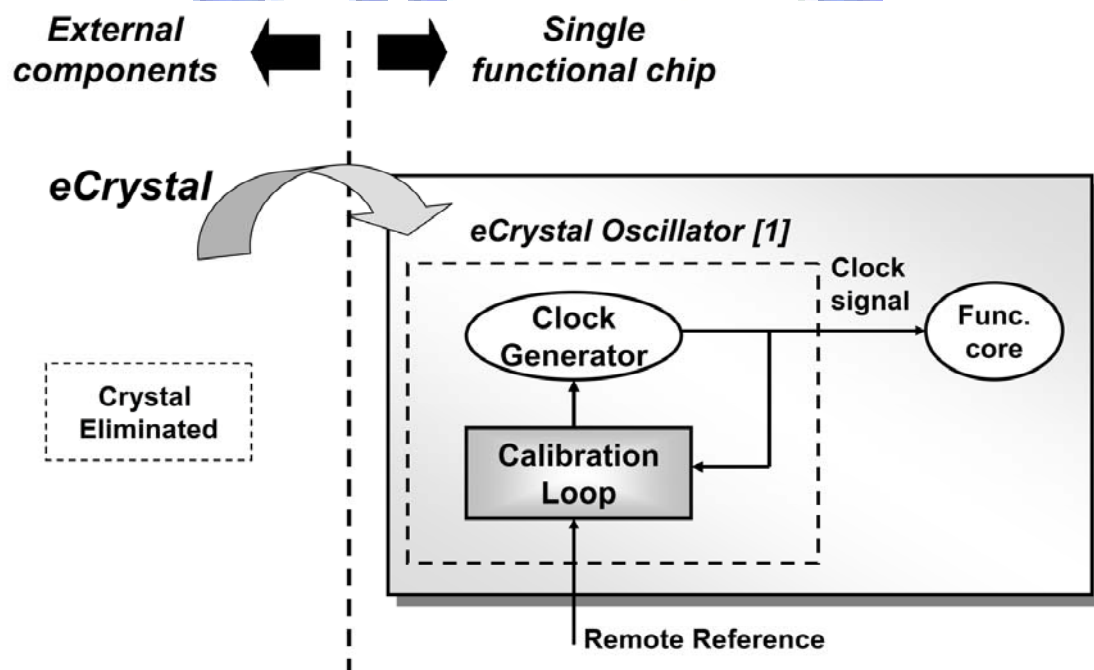 External
components
Single
functional chip
eCrystal
eCrystal Oscillator [1]
Clock
Generator
Clock
signal
Func.
core
Crystal
Eliminated
Calibration
Loop
Remote Reference